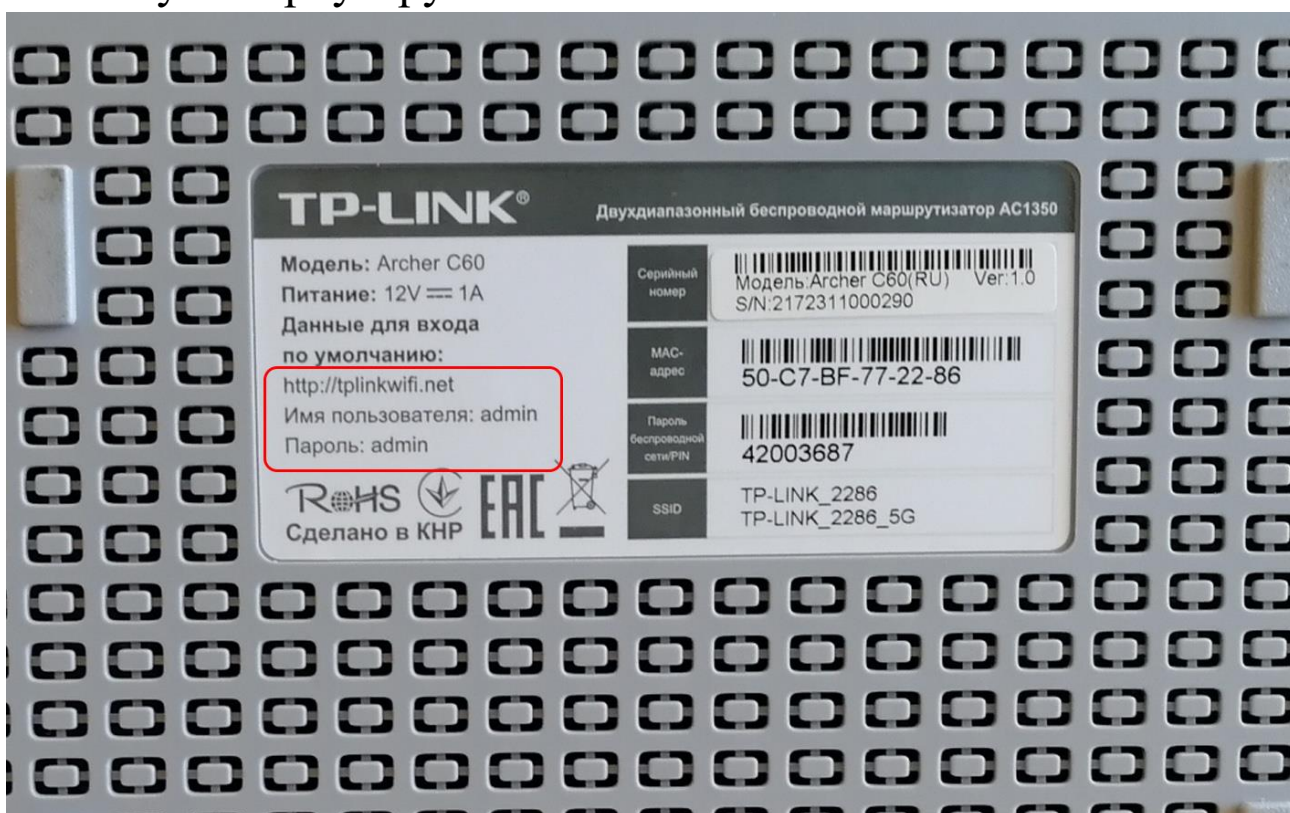 TP-LINK®
Двухдиапазонный беспроводной маршрутизатор AC1350
Модель: Archer C60
Питание: 12V ⎓ 1A
Данные для входа
по умолчанию:
http://tplinkwifi.net
Имя пользователя: admin
Пароль: admin
RoHS
EAC
Сделано в КНР
Серийный
номер
Модель:Archer C60(RU) Ver:1.0
S/N:2172311000290
MAC-
адрес
50-C7-BF-77-22-86
Пароль
беспроводной
сети/PIN
42003687
SSID
TP-LINK_2286
TP-LINK_2286_5G